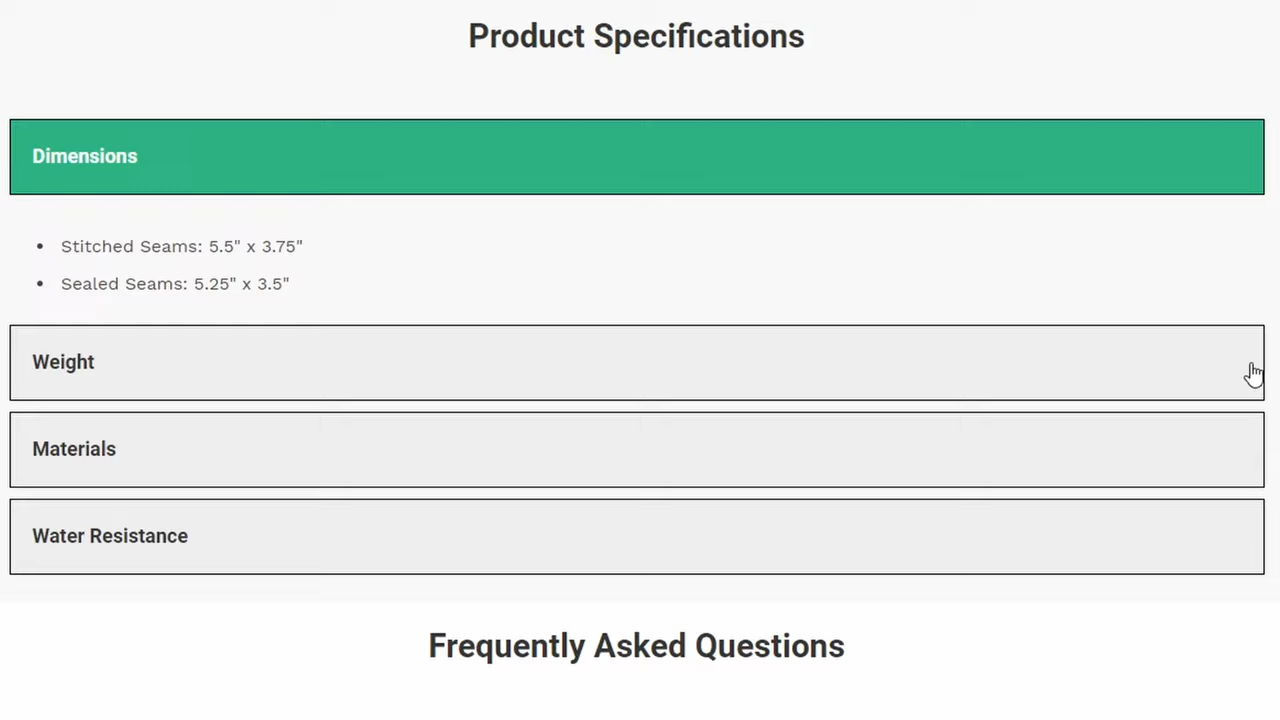 Product Specifications
Dimensions
Stitched Seams: 5.5" x 3.75"
Sealed Seams: 5.25" x 3.5"
Weight
Materials
Water Resistance
Frequently Asked Questions